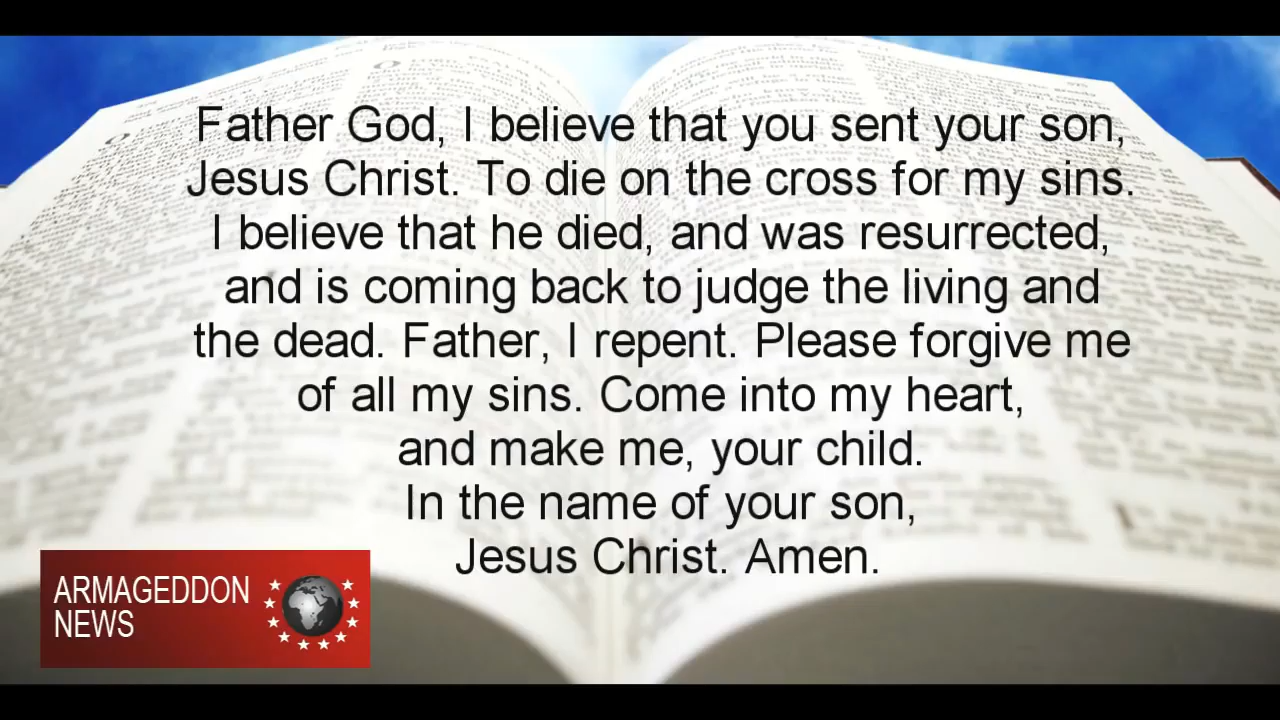 Father God, I believe that you sent your son,
Jesus Christ. To die on the cross for my sins.
I believe that he died, and was resurrected,
and is coming back to judge the living and
the dead. Father, I repent. Please forgive me
of all my sins. Come into my heart,
and make me, your child.
In the name of your son,
Jesus Christ. Amen.
ARMAGEDDON
NEWS